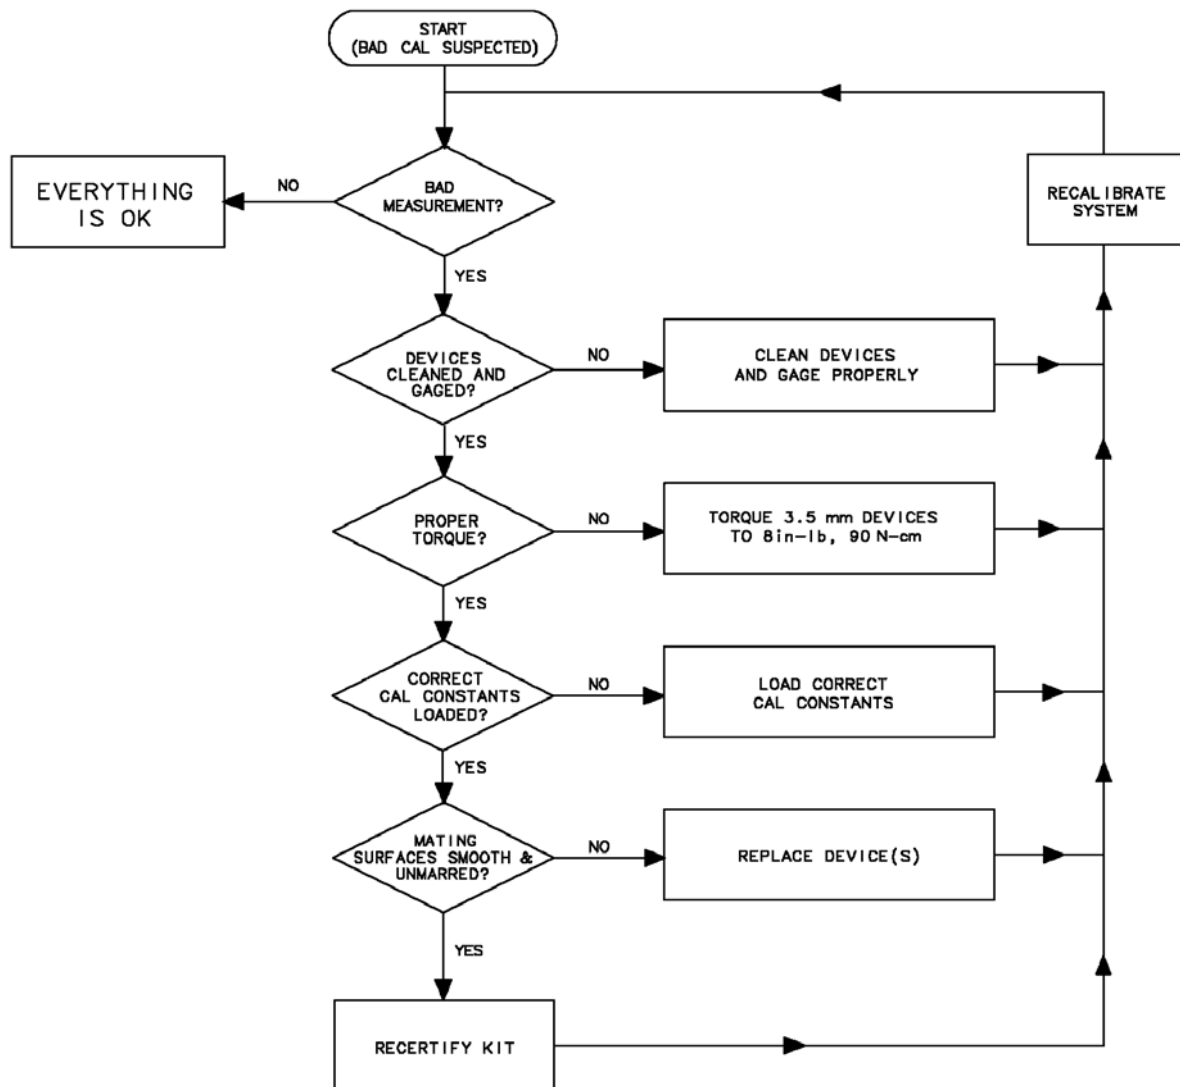 START
(BAD CAL SUSPECTED)
EVERYTHING
IS OK
NO
BAD
MEASUREMENT?
RECALIBRATE
SYSTEM
YES
DEVICES
CLEANED AND
GAGED?
NO
CLEAN DEVICES
AND GAGE PROPERLY
YES
PROPER
TORQUE?
NO
TORQUE 3.5 mm DEVICES
TO 8in-lb, 90 N-cm
YES
CORRECT
CAL CONSTANTS
LOADED?
NO
LOAD CORRECT
CAL CONSTANTS
YES
MATING
SURFACES SMOOTH &
UNMARRED?
NO
REPLACE DEVICE(S)
YES
RECERTIFY KIT